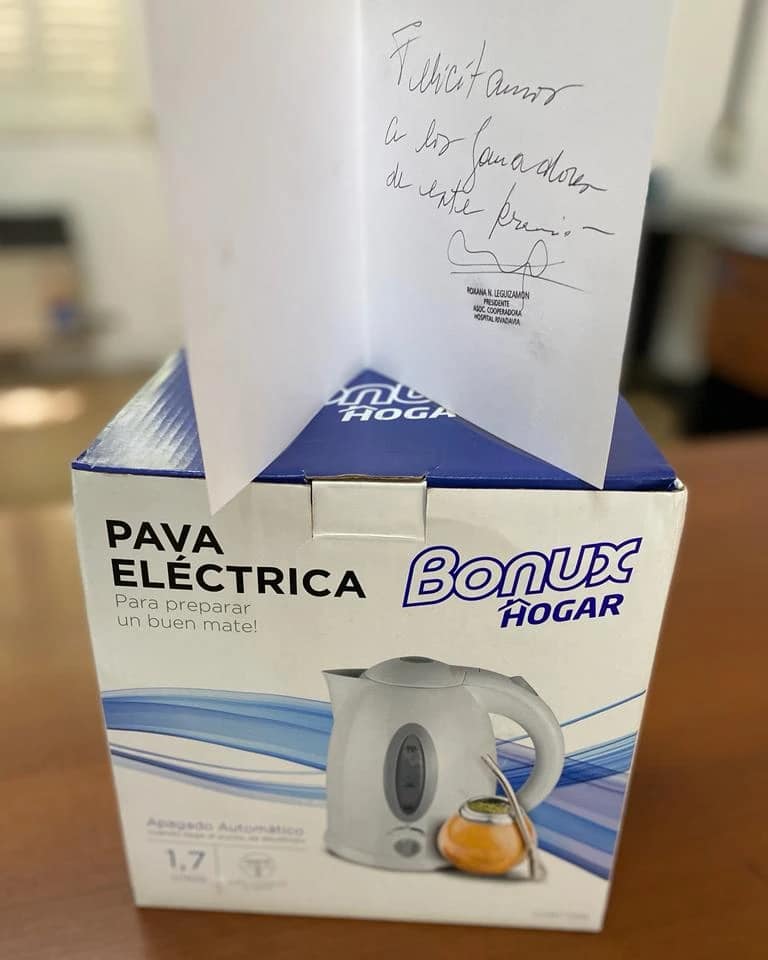 Felicitamos
a los ganadores
de este premio
ROXANA N. LEGUIZAMON
PRESIDENTE
ASOC. COOPERADORA
HOSPITAL RIVADAVIA
HOGA
PAVA
ELÉCTRICA
Para preparar
un buen mate!
Bonux
HOGAR
Apagado Automático
1,7